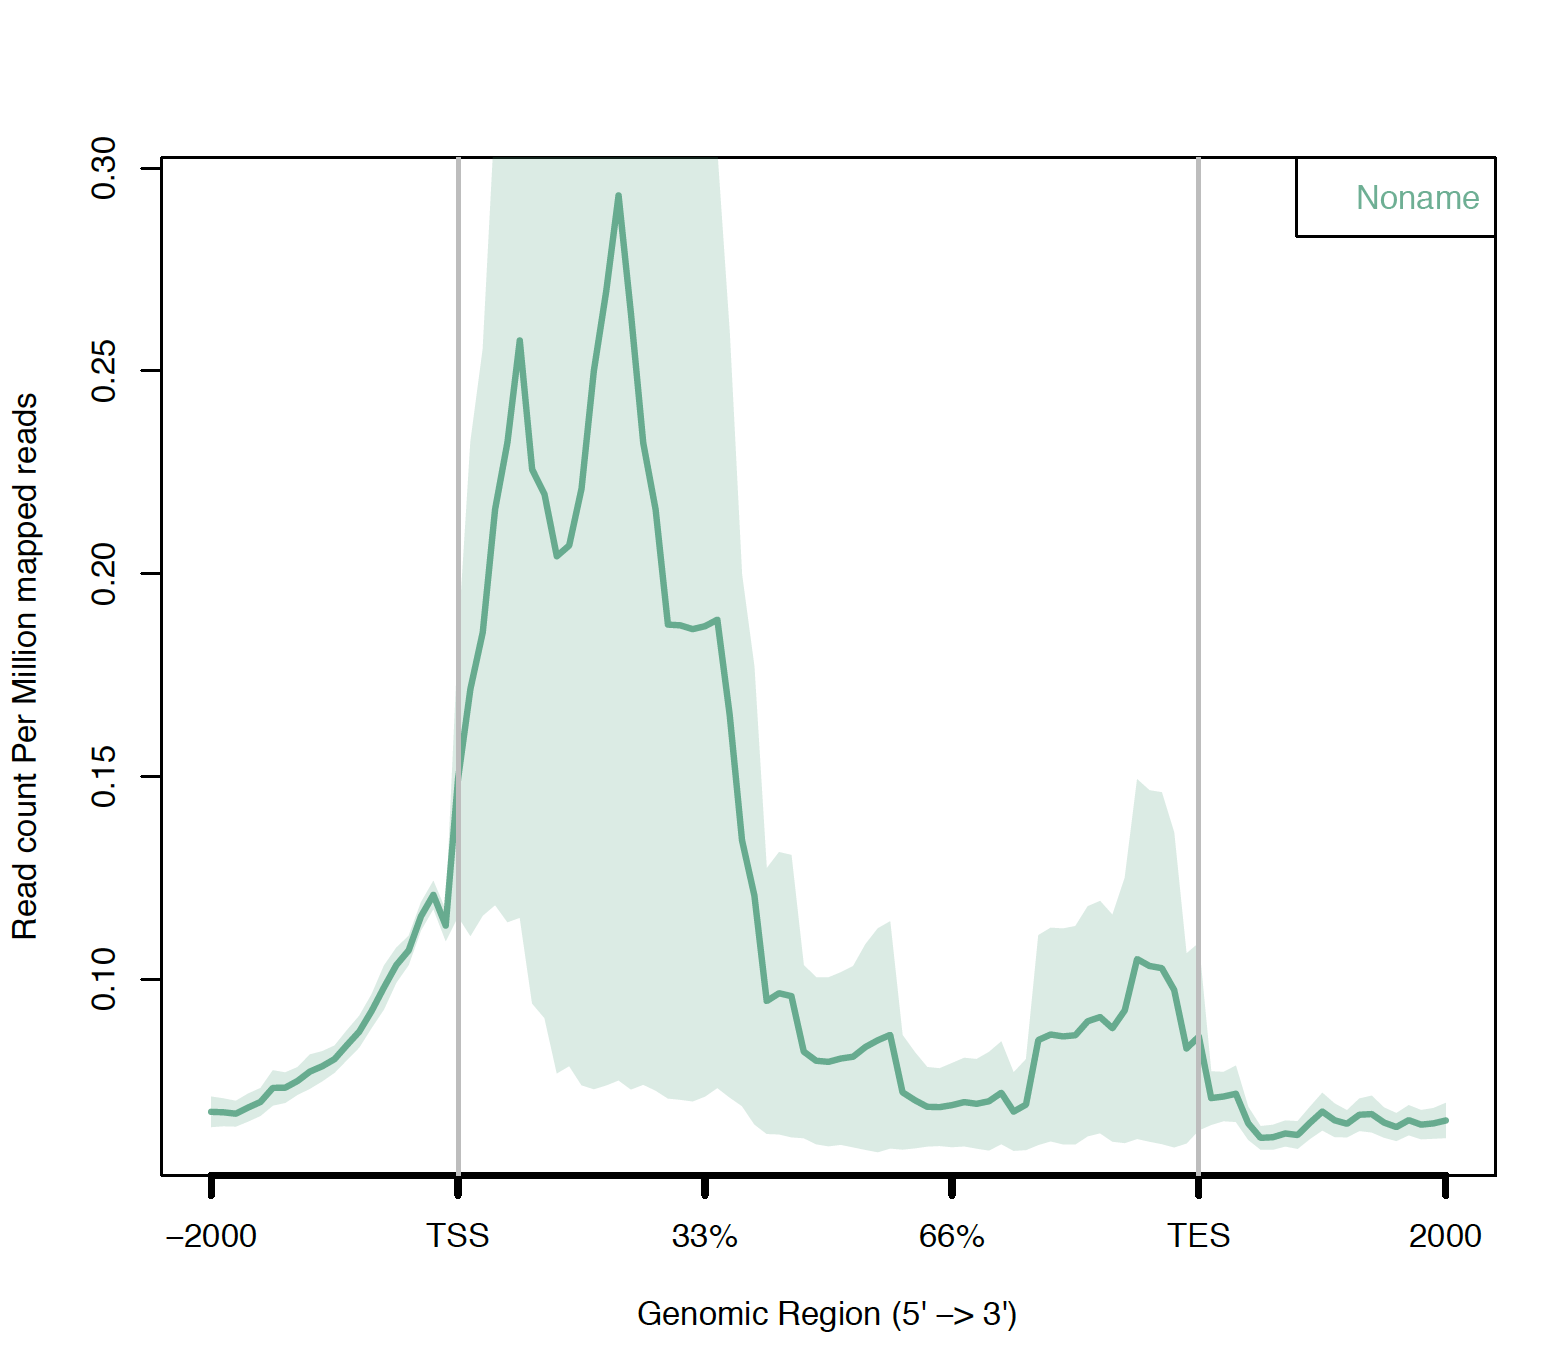 Noname
Read count Per Million mapped reads
0.30
0.25
0.20
0.15
0.10
−2000
TSS
33%
66%
TES
2000
Genomic Region (5' −> 3')